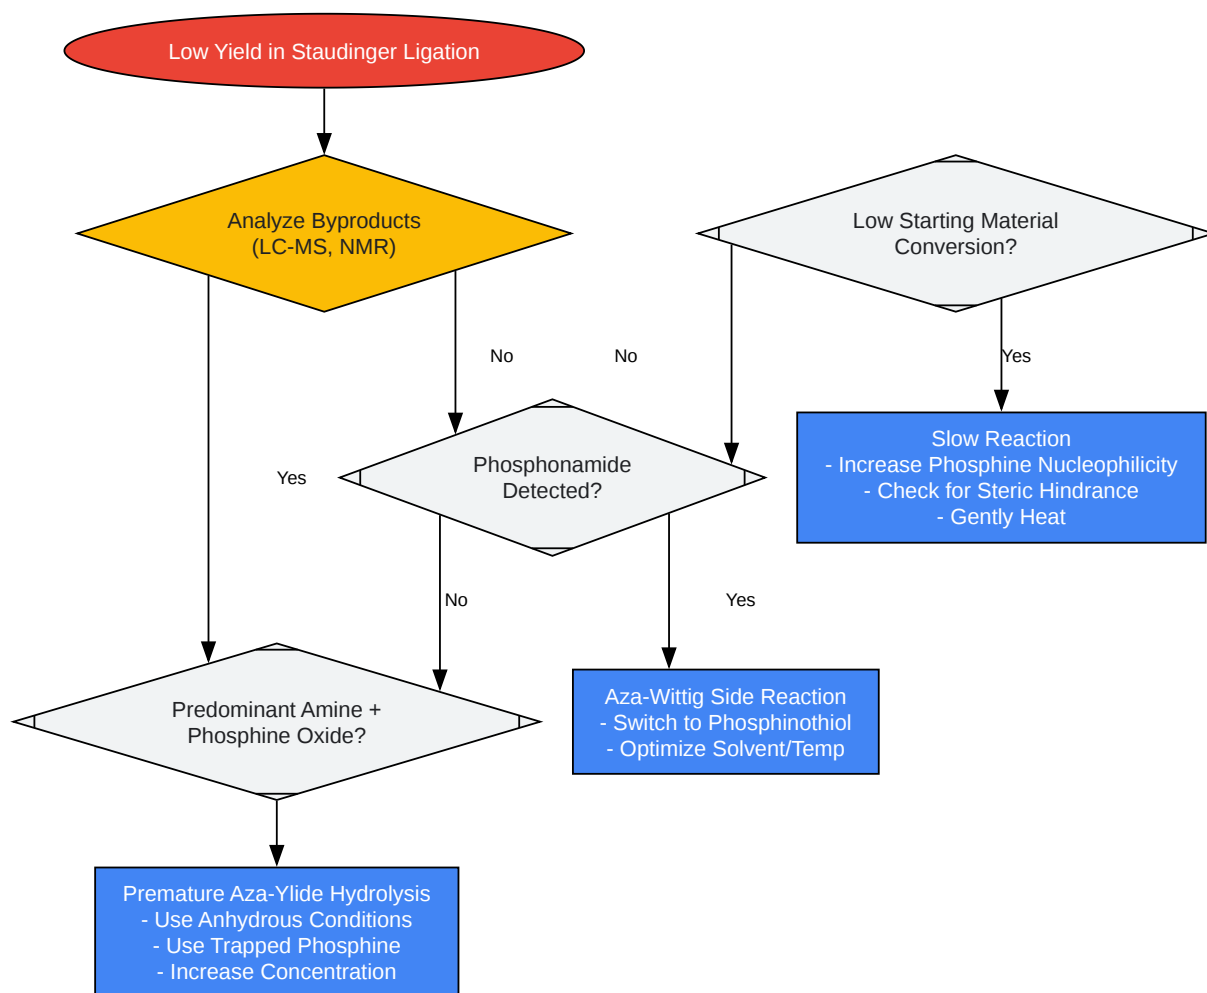 Low Yield in Staudinger Ligation
Analyze Byproducts
(LC-MS, NMR)
Low Starting Material
Conversion?
No
No
Yes
Slow Reaction
- Increase Phosphine Nucleophilicity
- Check for Steric Hindrance
- Gently Heat
Yes
Phosphonamide
Detected?
No
Yes
Predominant Amine +
Phosphine Oxide?
Aza-Wittig Side Reaction
- Switch to Phosphinothiol
- Optimize Solvent/Temp
Premature Aza-Ylide Hydrolysis
- Use Anhydrous Conditions
- Use Trapped Phosphine
- Increase Concentration